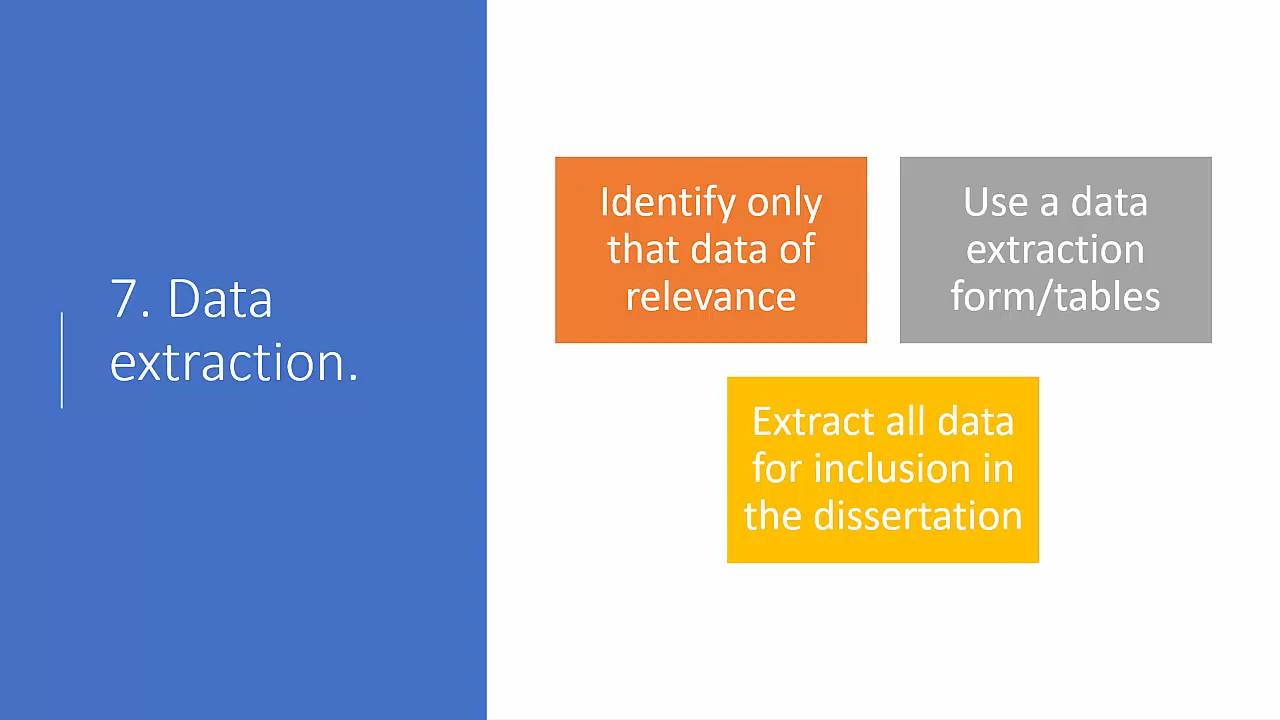 7. Data
extraction.
Identify only
that data of
relevance
Use a data
extraction
form/tables
Extract all data
for inclusion in
the dissertation